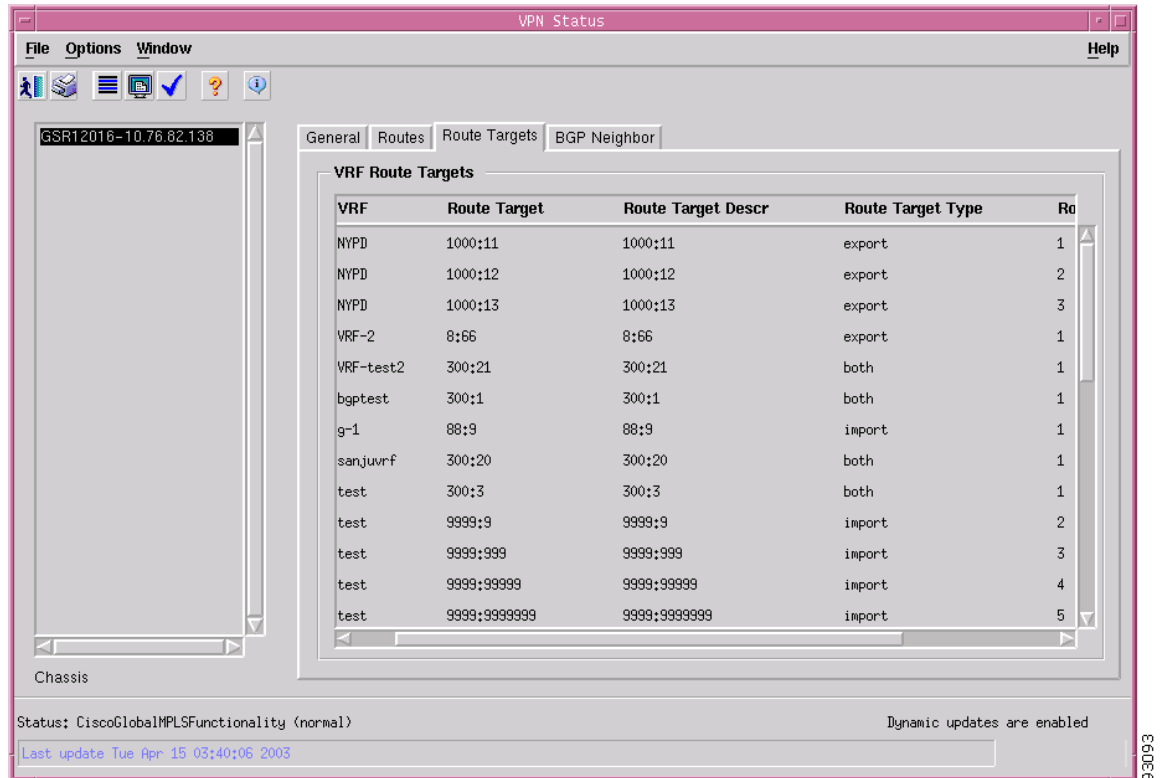 VPN Status
File Options Window Help
GSR12016-10.76.82.138
General Routes Route Targets BGP Neighbor
VRF Route Targets
VRF Route Target Route Target Descr Route Target Type Ro
NYPD 1000:11 1000:11 export 1
NYPD 1000:12 1000:12 export 2
NYPD 1000:13 1000:13 export 3
VRF-2 8:66 8:66 export 1
VRF-test2 300:21 300:21 both 1
bgptest 300:1 300:1 both 1
g-1 88:9 88:9 import 1
sanjuvrf 300:20 300:20 both 1
test 300:3 300:3 both 1
test 9999:9 9999:9 import 2
test 9999:999 9999:999 import 3
test 9999:99999 9999:99999 import 4
test 9999:9999999 9999:9999999 import 5
Chassis
Status: CiscoGlobalMPLSFunctionality (normal) Dynamic updates are enabled
Last update Tue Apr 15 03:40:06 2003
93093